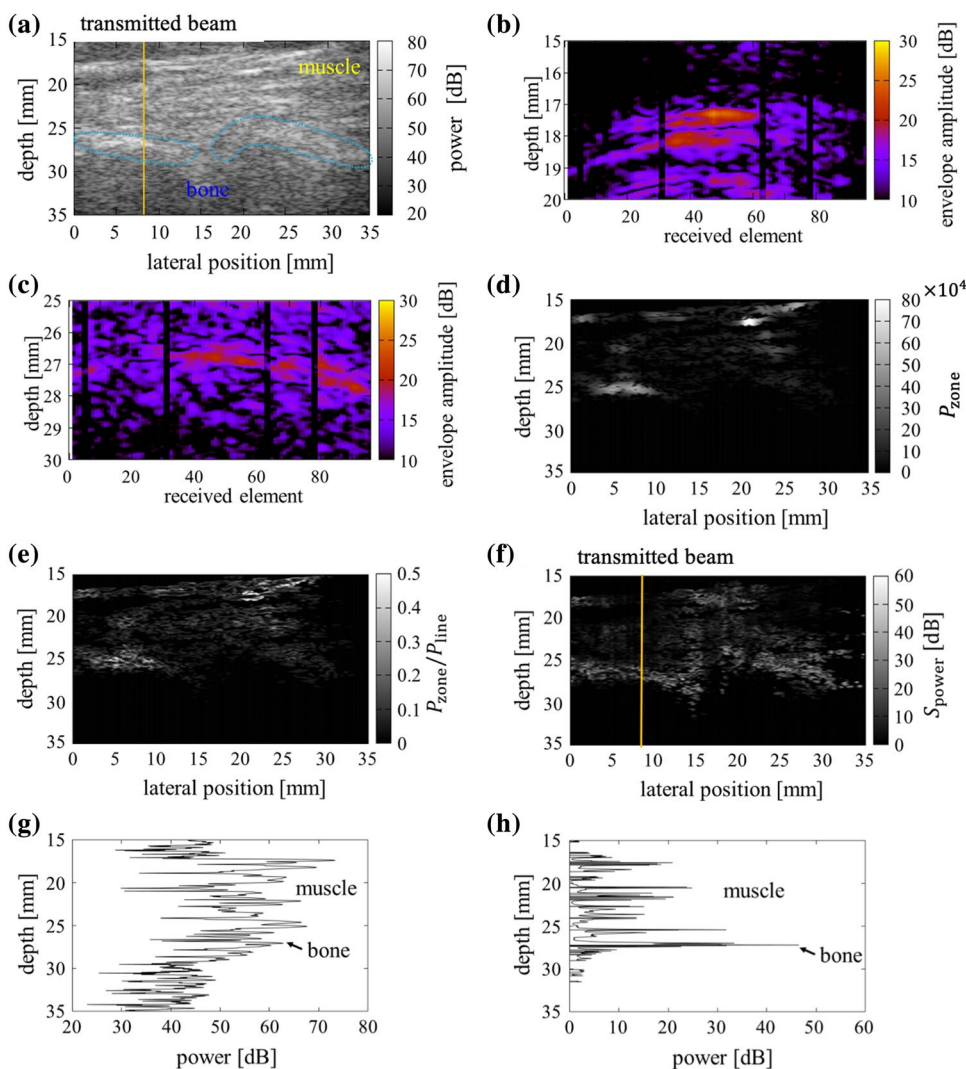 (a)
transmitted beam
15
20
25
30
35
depth [mm]
muscle
bone
0 5 10 15 20 25 30 35
lateral position [mm]
80
70
60
50
40
30
20
power [dB]
(b)
15
16
17
18
19
20
depth [mm]
0 20 40 60 80
received element
30
25
20
15
10
envelope amplitude [dB]
(c)
25
26
27
28
29
30
depth [mm]
0 20 40 60 80
received element
30
25
20
15
10
envelope amplitude [dB]
(d)
15
20
25
30
35
depth [mm]
0 5 10 15 20 25 30 35
lateral position [mm]
×10⁴
80
70
60
50
40
30
20
10
0
P_zone
(e)
15
20
25
30
35
depth [mm]
0 5 10 15 20 25 30 35
lateral position [mm]
0.5
0.4
0.3
0.2
0.1
0
P_zone/P_line
(f)
transmitted beam
15
20
25
30
35
depth [mm]
0 5 10 15 20 25 30 35
lateral position [mm]
60
50
40
30
20
10
0
S_power [dB]
(g)
15
20
25
30
35
depth [mm]
muscle
bone
20 30 40 50 60 70 80
power [dB]
(h)
15
20
25
30
35
depth [mm]
muscle
bone
0 10 20 30 40 50 60
power [dB]